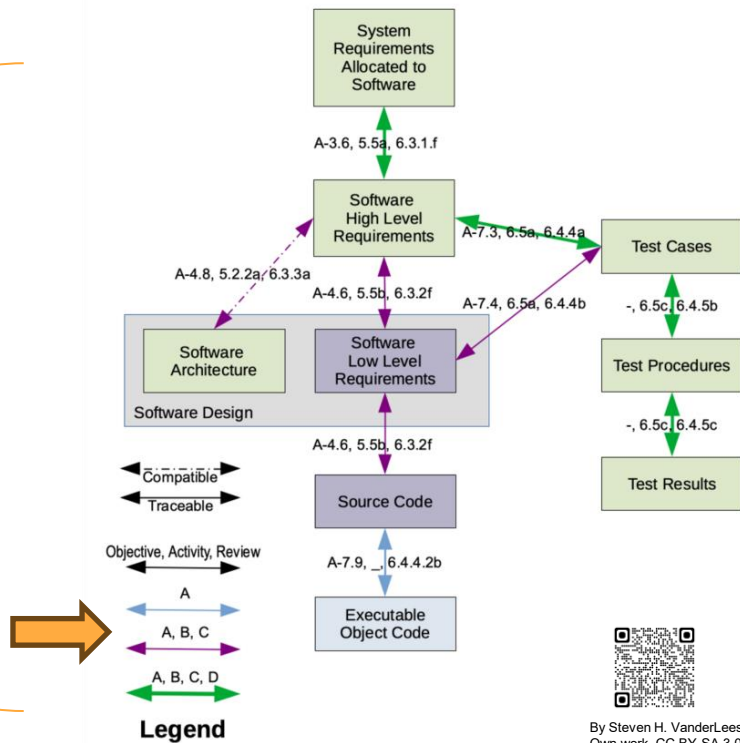 System
Requirements
Allocated to
Software
A-3.6, 5.5a, 6.3.1.f
Software
High Level
Requirements
A-7.3, 6.5a, 6.4.4a
Test Cases
A-4.8, 5.2.2a, 6.3.3a
A-4.6, 5.5b, 6.3.2f
A-7.4, 6.5a, 6.4.4b
-, 6.5c, 6.4.5b
Software
Architecture
Software
Low Level
Requirements
Test Procedures
Software Design
-, 6.5c, 6.4.5c
A-4.6, 5.5b, 6.3.2f
Compatible
Traceable
Source Code
Test Results
Objective, Activity, Review
A-7.9, _, 6.4.4.2b
A
A, B, C
Executable
Object Code
A, B, C, D
Legend
By Steven H. VanderLees